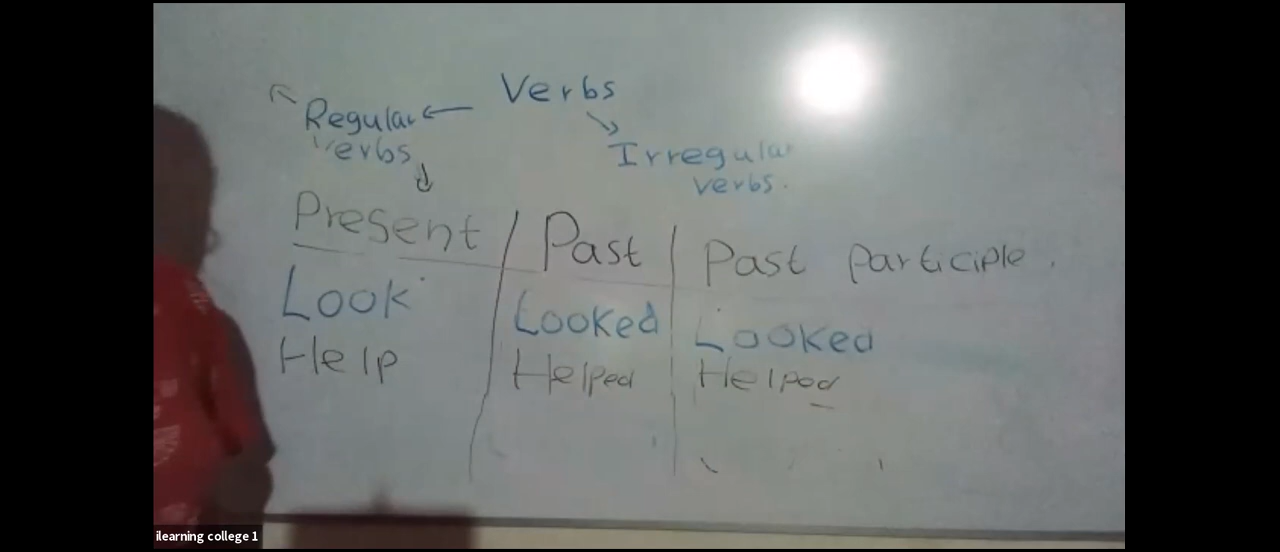 Verbs
Regular
verbs
Irregular
verbs.
Present Past Past participle.
Look Looked Looked
Help Helped Helped
ilearning college 1